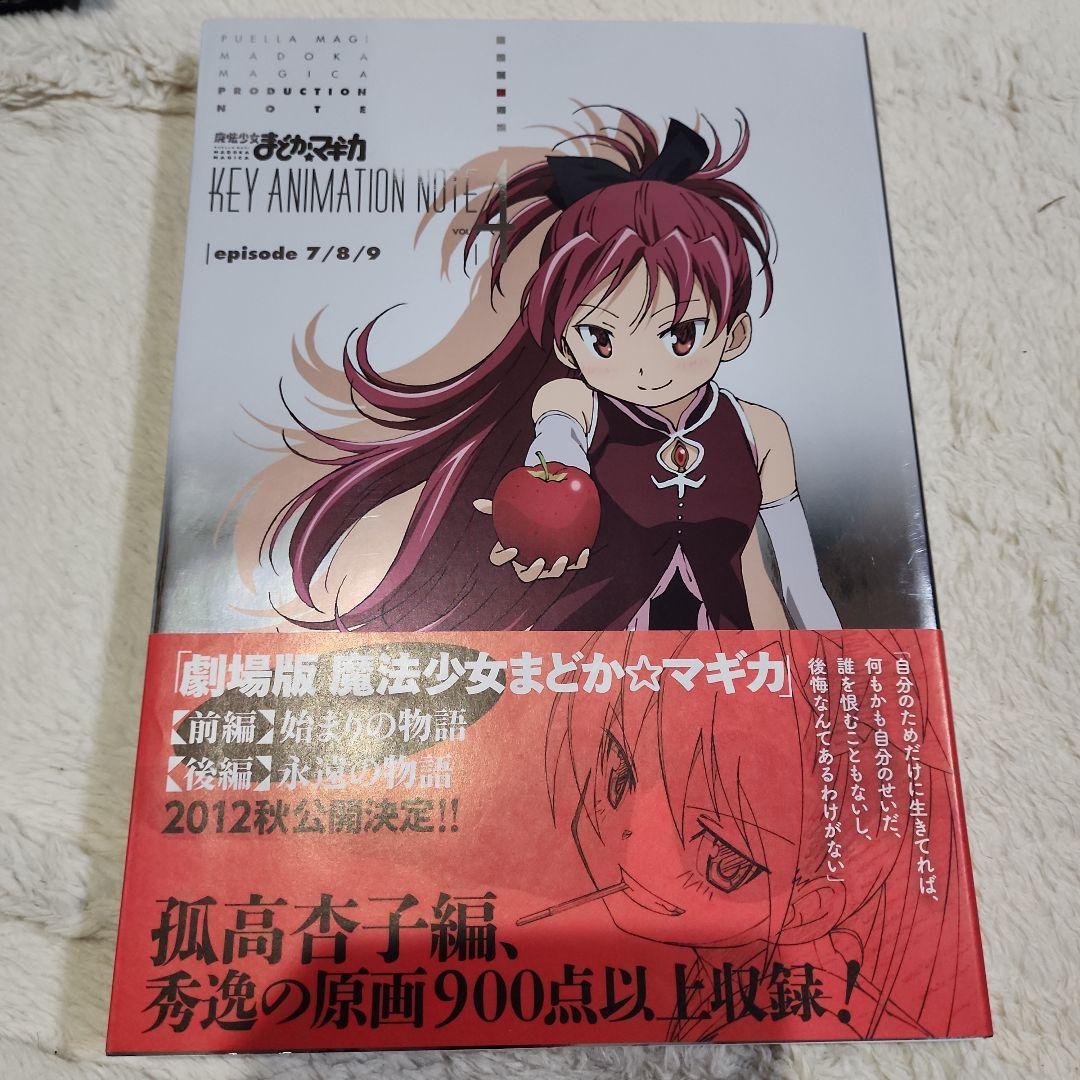 PUELLA MAGI
MADOKA
MAGICA
PRODUCTION
NOTE
魔法少女
まどか☆マギカ
PUELLA MAGI
MADOKA MAGICA
KEY ANIMATION NOTE
VOL. 4
episode 7/8/9
「劇場版 魔法少女まどか☆マギカ」
【前編】始まりの物語
【後編】永遠の物語
2012秋公開決定!!
「自分のためだけに生きてれば、
何もかも自分のせいだ、
誰を恨むこともないし、
後悔なんてあるわけがない」
孤高杏子編、
秀逸の原画900点以上収録!